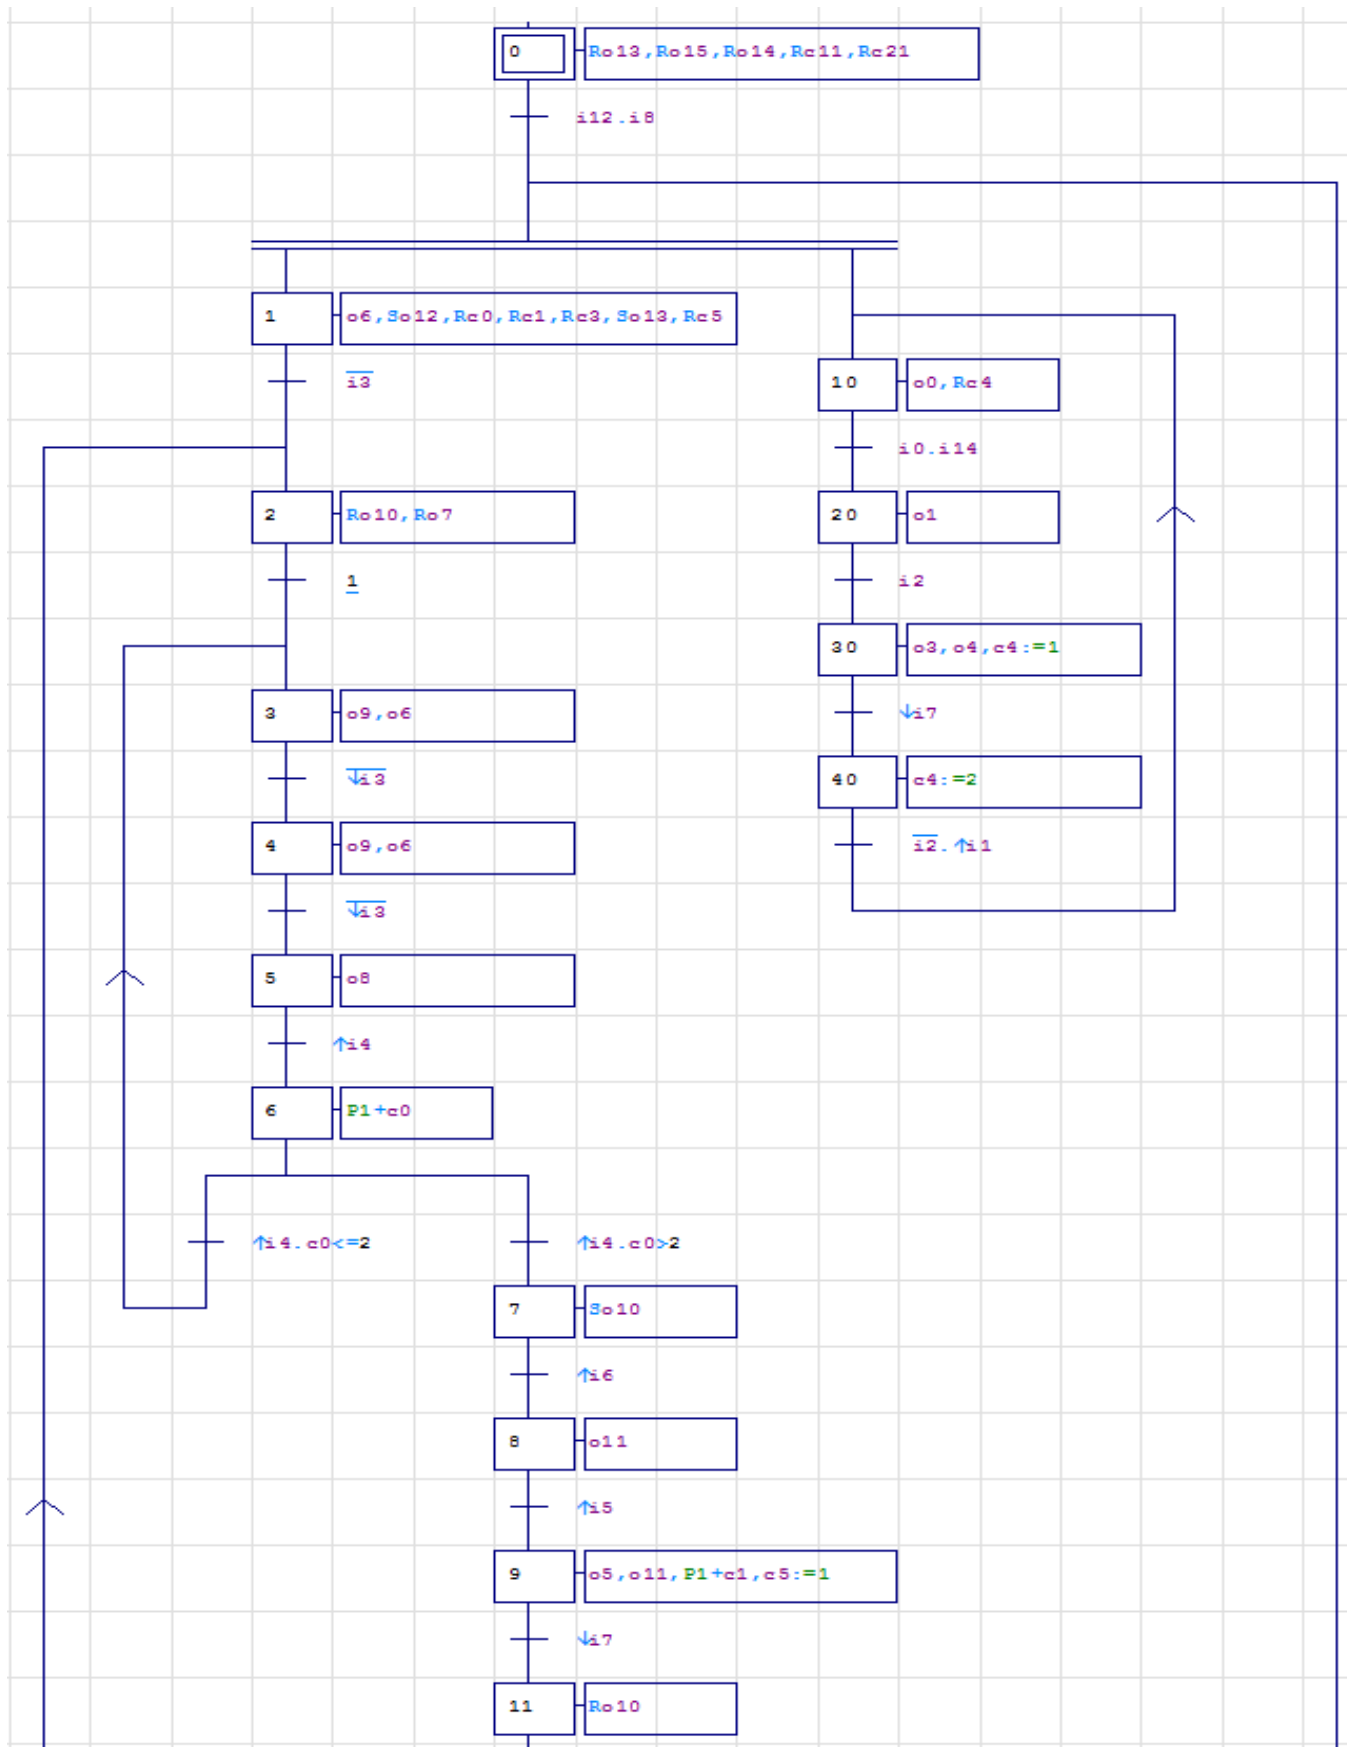 0 Ro13,Ro15,Ro14,Rc11,Rc21
i12.i8
1 o6,So12,Rc0,Rc1,Rc3,So13,Rc5
i3
10 o0,Rc4
i0.i14
2 Ro10,Ro7
20 o1
1
i2
30 o3,o4,c4:=1
3 o9,o6
↓i7
↓i3
40 c4:=2
4 o9,o6
i2.↑i1
↓i3
5 o8
↑i4
6 P1+c0
↑i4.c0<=2
↑i4.c0>2
7 So10
↑i6
8 o11
↑i5
9 o5,o11,P1+c1,c5:=1
↓i7
11 Ro10